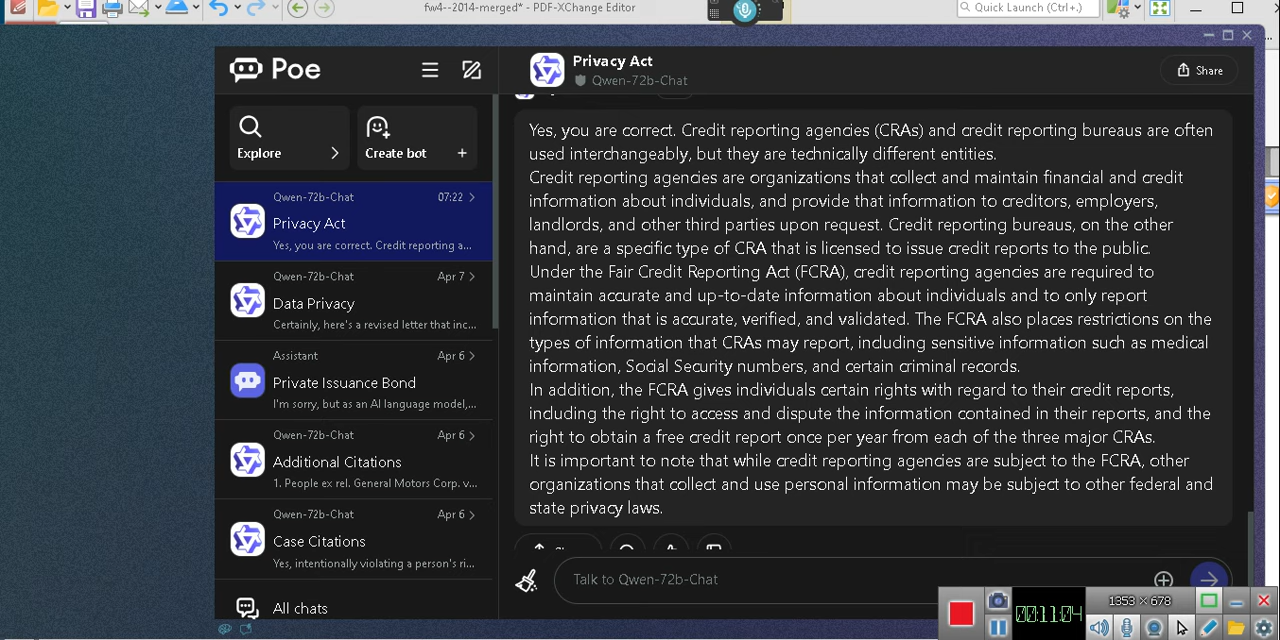 fw4--2014-merged* - PDF-XChange Editor
Quick Launch (Ctrl+.)
Poe
Explore
Create bot
Qwen-72b-Chat 07:22
Privacy Act
Yes, you are correct. Credit reporting a...
Qwen-72b-Chat Apr 7
Data Privacy
Certainly, here's a revised letter that inc...
Assistant Apr 6
Private Issuance Bond
I'm sorry, but as an AI language model,...
Qwen-72b-Chat Apr 6
Additional Citations
1. People ex rel. General Motors Corp. v...
Qwen-72b-Chat Apr 6
Case Citations
Yes, intentionally violating a person's ri...
All chats
Privacy Act
Qwen-72b-Chat
Share
Yes, you are correct. Credit reporting agencies (CRAs) and credit reporting bureaus are often
used interchangeably, but they are technically different entities.
Credit reporting agencies are organizations that collect and maintain financial and credit
information about individuals, and provide that information to creditors, employers,
landlords, and other third parties upon request. Credit reporting bureaus, on the other
hand, are a specific type of CRA that is licensed to issue credit reports to the public.
Under the Fair Credit Reporting Act (FCRA), credit reporting agencies are required to
maintain accurate and up-to-date information about individuals and to only report
information that is accurate, verified, and validated. The FCRA also places restrictions on the
types of information that CRAs may report, including sensitive information such as medical
information, Social Security numbers, and certain criminal records.
In addition, the FCRA gives individuals certain rights with regard to their credit reports,
including the right to access and dispute the information contained in their reports, and the
right to obtain a free credit report once per year from each of the three major CRAs.
It is important to note that while credit reporting agencies are subject to the FCRA, other
organizations that collect and use personal information may be subject to other federal and
state privacy laws.
Talk to Qwen-72b-Chat
00:11:04
1353 × 678